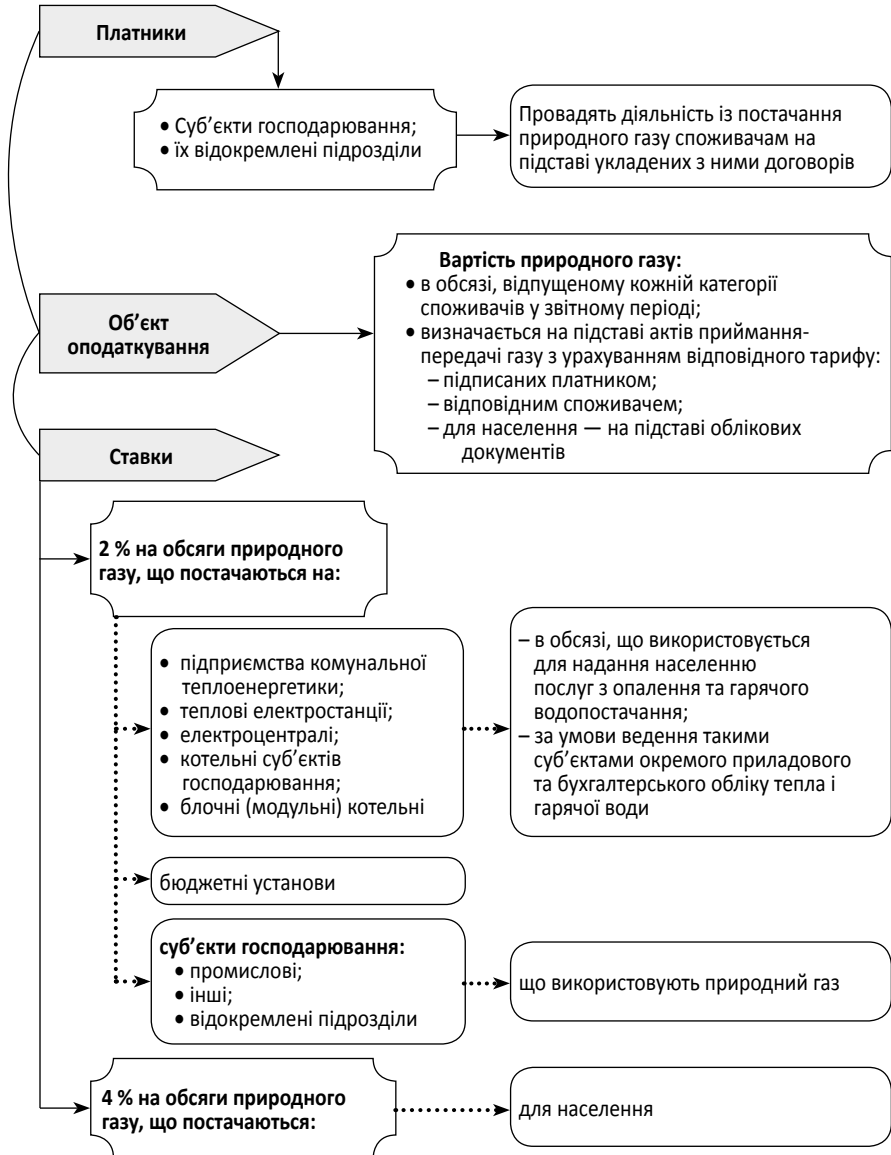 Платники
• Суб’єкти господарювання;
• їх відокремлені підрозділи
Провадять діяльність із постачання
природного газу споживачам на
підставі укладених з ними договорів
Об’єкт
оподаткування
Вартість природного газу:
• в обсязі, відпущеному кожній категорії
споживачів у звітному періоді;
• визначається на підставі актів приймання-
передачі газу з урахуванням відповідного тарифу:
– підписаних платником;
– відповідним споживачем;
– для населення — на підставі облікових
документів
Ставки
2 % на обсяги природного
газу, що постачаються на:
• підприємства комунальної
теплоенергетики;
• теплові електростанції;
• електроцентралі;
• котельні суб’єктів
господарювання;
• блочні (модульні) котельні
– в обсязі, що використовується
для надання населенню
послуг з опалення та гарячого
водопостачання;
– за умови ведення такими
суб’єктами окремого приладового
та бухгалтерського обліку тепла і
гарячої води
бюджетні установи
суб’єкти господарювання:
• промислові;
• інші;
• відокремлені підрозділи
що використовують природний газ
4 % на обсяги природного
газу, що постачаються:
для населення